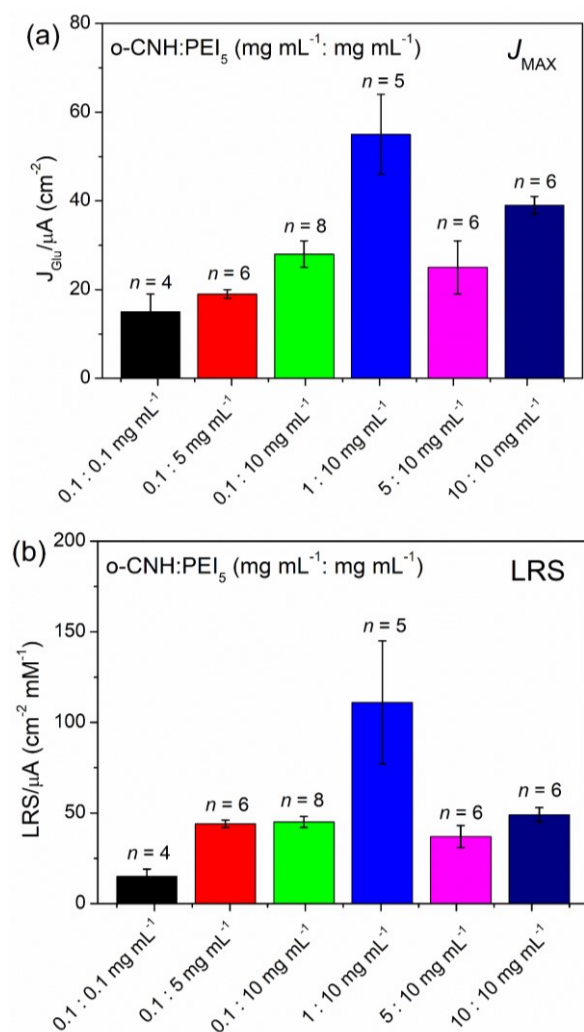 (a)
o-CNH:PEI₅ (mg mL⁻¹: mg mL⁻¹)
J_MAX
80
60
40
20
0
J_Glu/μA (cm⁻²)
n = 4
n = 6
n = 8
n = 5
n = 6
n = 6
0.1 : 0.1 mg mL⁻¹
0.1 : 5 mg mL⁻¹
0.1 : 10 mg mL⁻¹
1 : 10 mg mL⁻¹
5 : 10 mg mL⁻¹
10 : 10 mg mL⁻¹
(b)
o-CNH:PEI₅ (mg mL⁻¹: mg mL⁻¹)
LRS
200
150
100
50
0
LRS/μA (cm⁻² mM⁻¹)
n = 4
n = 6
n = 8
n = 5
n = 6
n = 6
0.1 : 0.1 mg mL⁻¹
0.1 : 5 mg mL⁻¹
0.1 : 10 mg mL⁻¹
1 : 10 mg mL⁻¹
5 : 10 mg mL⁻¹
10 : 10 mg mL⁻¹